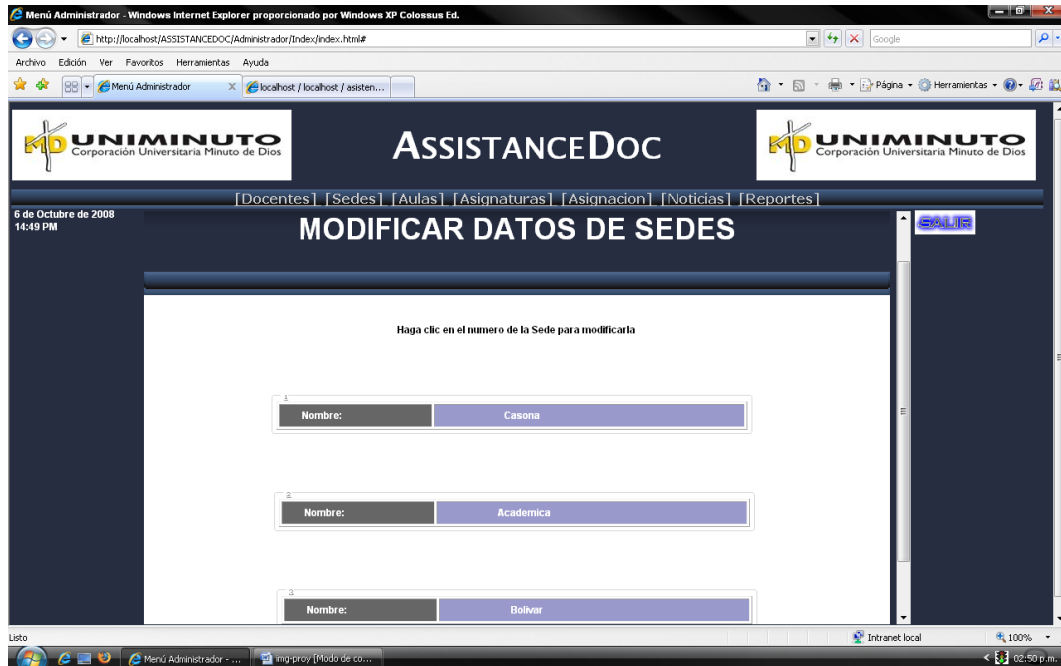 Menú Administrador - Windows Internet Explorer proporcionado por Windows XP Colossus Ed.
http://localhost/ASSISTANCEDOC/Administrador/Index/index.html#
Google
Archivo Edición Ver Favoritos Herramientas Ayuda
Menú Administrador
localhost / localhost / asisten...
Página
Herramientas
UNIMINUTO
Corporación Universitaria Minuto de Dios
ASSISTANCEDOC
UNIMINUTO
Corporación Universitaria Minuto de Dios
[Docentes] [Sedes] [Aulas] [Asignaturas] [Asignacion] [Noticias] [Reportes]
6 de Octubre de 2008
14:49 PM
MODIFICAR DATOS DE SEDES
SALIR
Haga clic en el numero de la Sede para modificarla
1
Nombre: Casona
2
Nombre: Academica
3
Nombre: Bolivar
Listo
Intranet local
100%
Menú Administrador - ...
img-proy [Modo de co...
02:50 p.m.